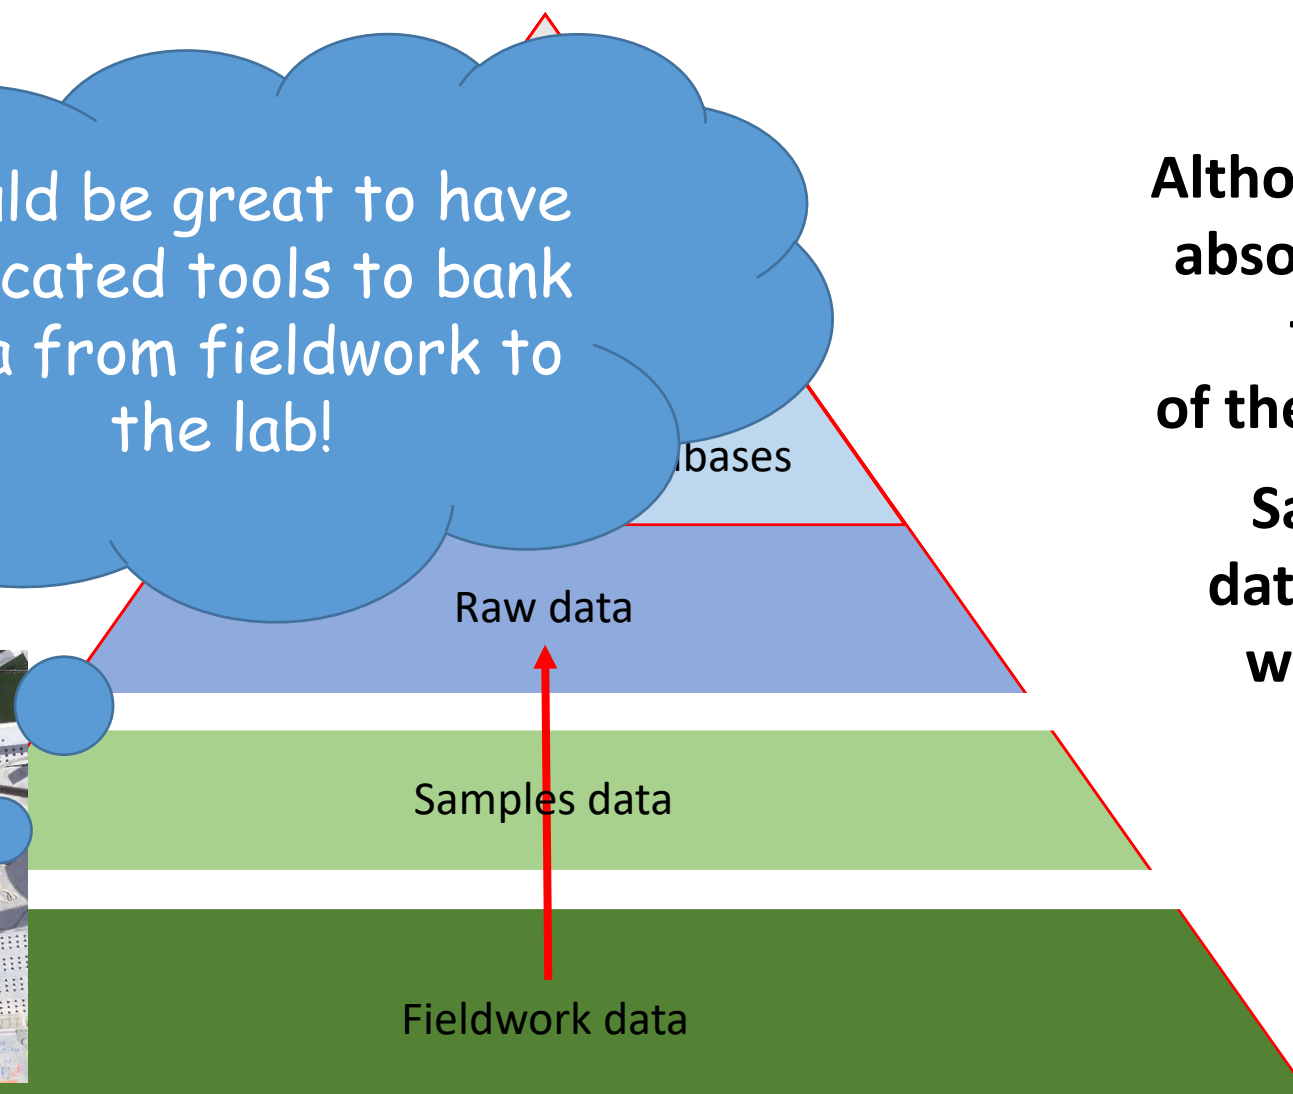 ld be great to have
cated tools to bank
a from fieldwork to
the lab!
bases
Raw data
Samples data
Fieldwork data
Altho
abso
of the
Sa
dat
w